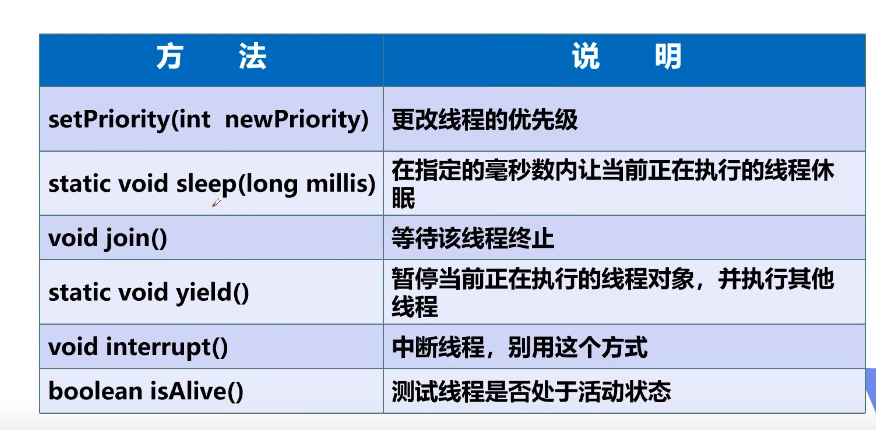 方 法 说 明
setPriority(int newPriority) 更改线程的优先级
static void sleep(long millis) 在指定的毫秒数内让当前正在执行的线程休
眠
void join() 等待该线程终止
static void yield() 暂停当前正在执行的线程对象，并执行其他
线程
void interrupt() 中断线程，别用这个方式
boolean isAlive() 测试线程是否处于活动状态